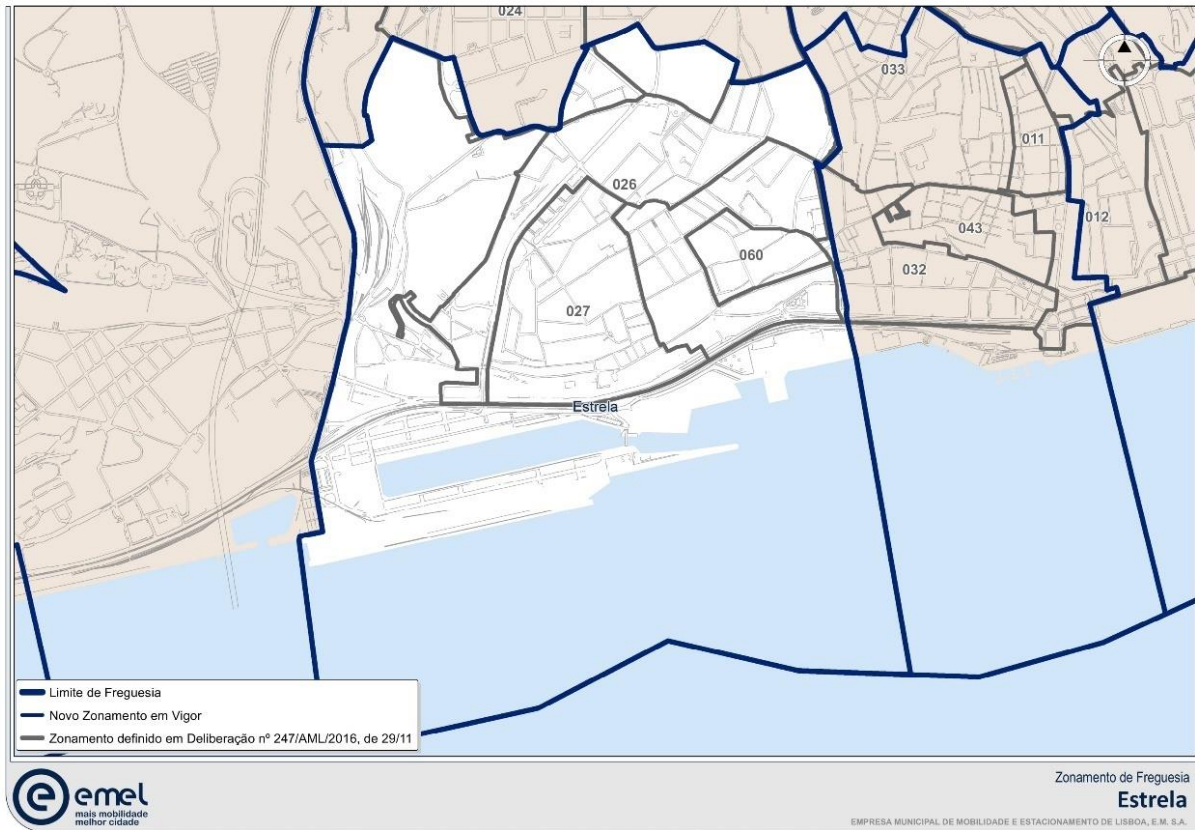 024
033
011
026
043
012
060
032
027
Estrela
Limite de Freguesia
Novo Zonamento em Vigor
Zonamento definido em Deliberação nº 247/AML/2016, de 29/11
emel
mais mobilidade
melhor cidade
Zonamento de Freguesia
Estrela
EMPRESA MUNICIPAL DE MOBILIDADE E ESTACIONAMENTO DE LISBOA, E.M. S.A.